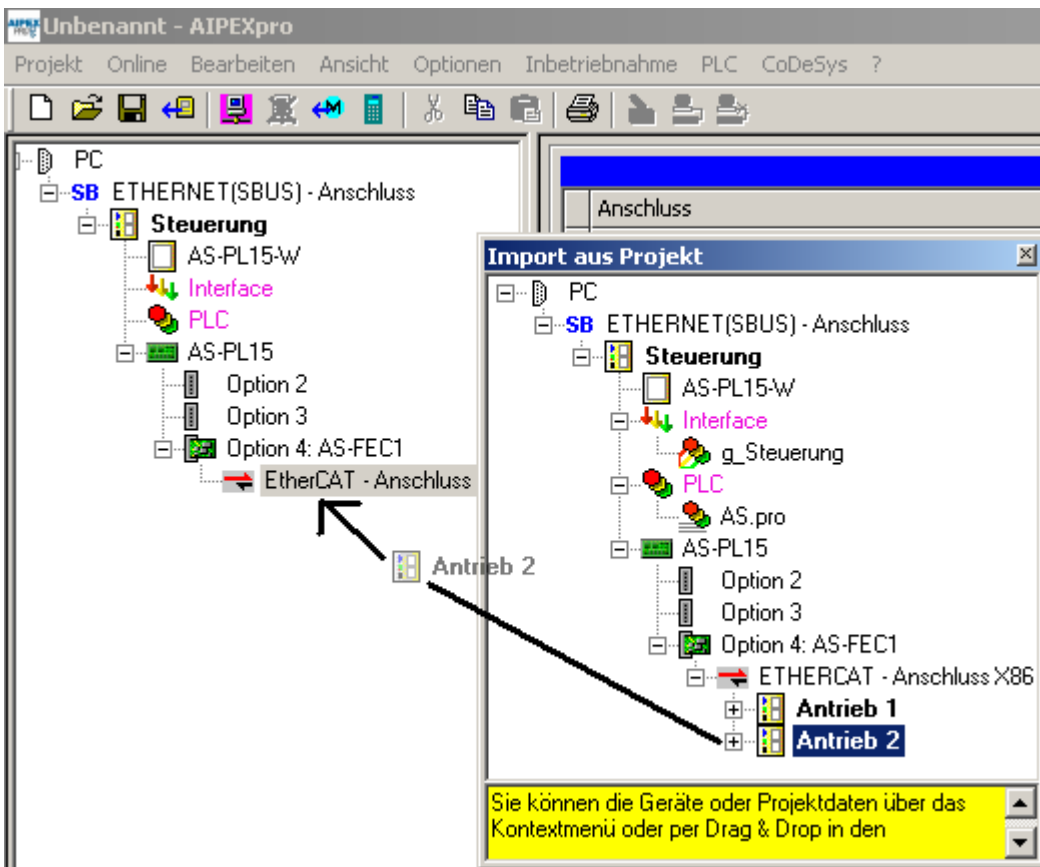 Unbenannt - AIPEXpro
Projekt Online Bearbeiten Ansicht Optionen Inbetriebnahme PLC CoDeSys ?
PC
SB ETHERNET(SBUS) - Anschluss
Steuerung
AS-PL15-W
Interface
PLC
AS-PL15
Option 2
Option 3
Option 4: AS-FEC1
EtherCAT - Anschluss
Antrieb 2
Anschluss
Import aus Projekt
PC
SB ETHERNET(SBUS) - Anschluss
Steuerung
AS-PL15-W
Interface
g_Steuerung
PLC
AS.pro
AS-PL15
Option 2
Option 3
Option 4: AS-FEC1
ETHERCAT - Anschluss X86
Antrieb 1
Antrieb 2
Sie können die Geräte oder Projektdaten über das
Kontextmenü oder per Drag & Drop in den